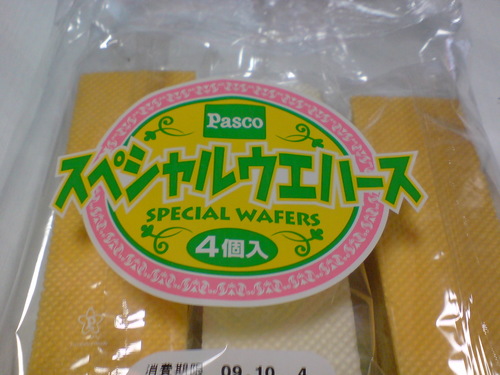 Pasco
スペシャルウエハース
SPECIAL WAFERS
4個入
消費期限 09.10. 4